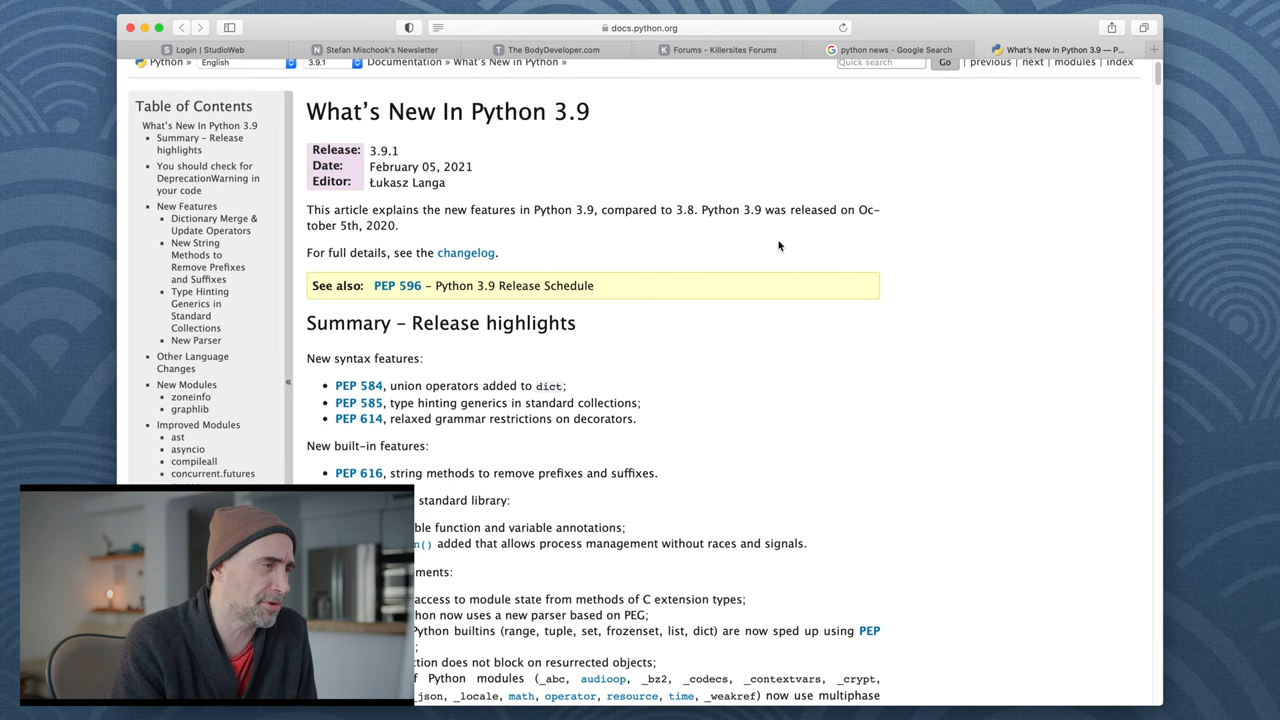 docs.python.org
Login | StudioWeb
Stefan Mischook's Newsletter
The BodyDeveloper.com
Forums - Killersites Forums
python news - Google Search
What's New In Python 3.9 — P...
Python » English 3.9.1 Documentation » What's New in Python »
Quick search Go | previous | next | modules | index
Table of Contents
What's New In Python 3.9
Summary – Release
highlights
You should check for
DeprecationWarning in
your code
New Features
Dictionary Merge &
Update Operators
New String
Methods to
Remove Prefixes
and Suffixes
Type Hinting
Generics in
Standard
Collections
New Parser
Other Language
Changes
New Modules
zoneinfo
graphlib
Improved Modules
ast
asyncio
compileall
concurrent.futures
What's New In Python 3.9
Release: 3.9.1
Date: February 05, 2021
Editor: Łukasz Langa
This article explains the new features in Python 3.9, compared to 3.8. Python 3.9 was released on Oc-
tober 5th, 2020.
For full details, see the changelog.
See also: PEP 596 – Python 3.9 Release Schedule
Summary – Release highlights
New syntax features:
PEP 584, union operators added to dict;
PEP 585, type hinting generics in standard collections;
PEP 614, relaxed grammar restrictions on decorators.
New built-in features:
PEP 616, string methods to remove prefixes and suffixes.
standard library:
ble function and variable annotations;
n() added that allows process management without races and signals.
ments:
access to module state from methods of C extension types;
hon now uses a new parser based on PEG;
Python builtins (range, tuple, set, frozenset, list, dict) are now sped up using PEP
;
ction does not block on resurrected objects;
f Python modules (_abc, audioop, _bz2, _codecs, _contextvars, _crypt,
_json, _locale, math, operator, resource, time, _weakref) now use multiphase